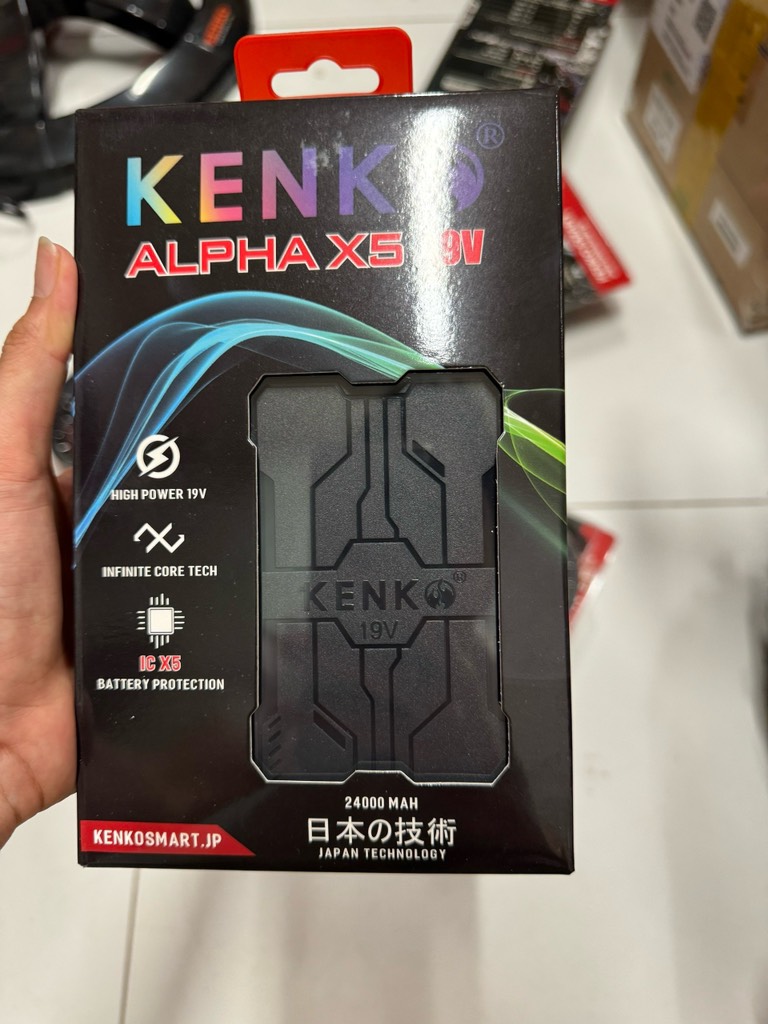 KENKO®
ALPHA X5 19V
HIGH POWER 19V
INFINITE CORE TECH
IC X5
BATTERY PROTECTION
KENKO®
19V
24000 MAH
日本の技術
JAPAN TECHNOLOGY
KENKOSMART.JP